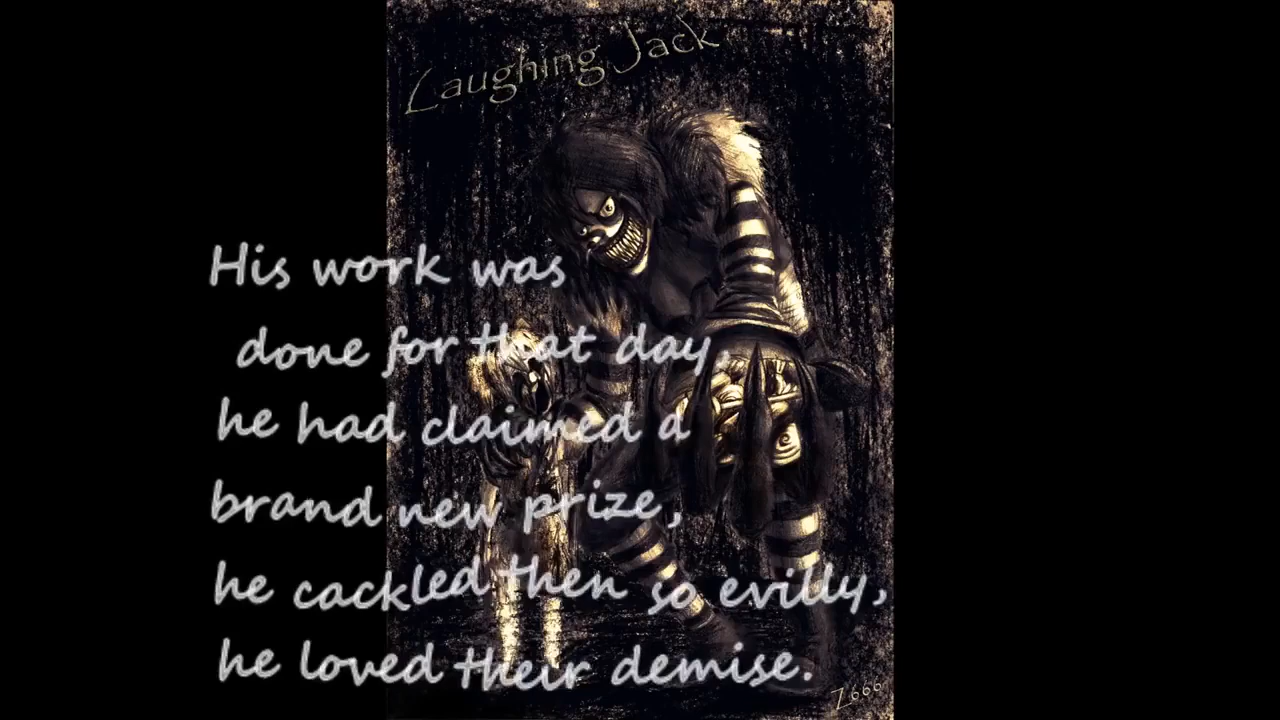 Laughing Jack
His work was
done for that day,
he had claimed a
brand new prize,
he cackled then so evilly,
he loved their demise.
Z666